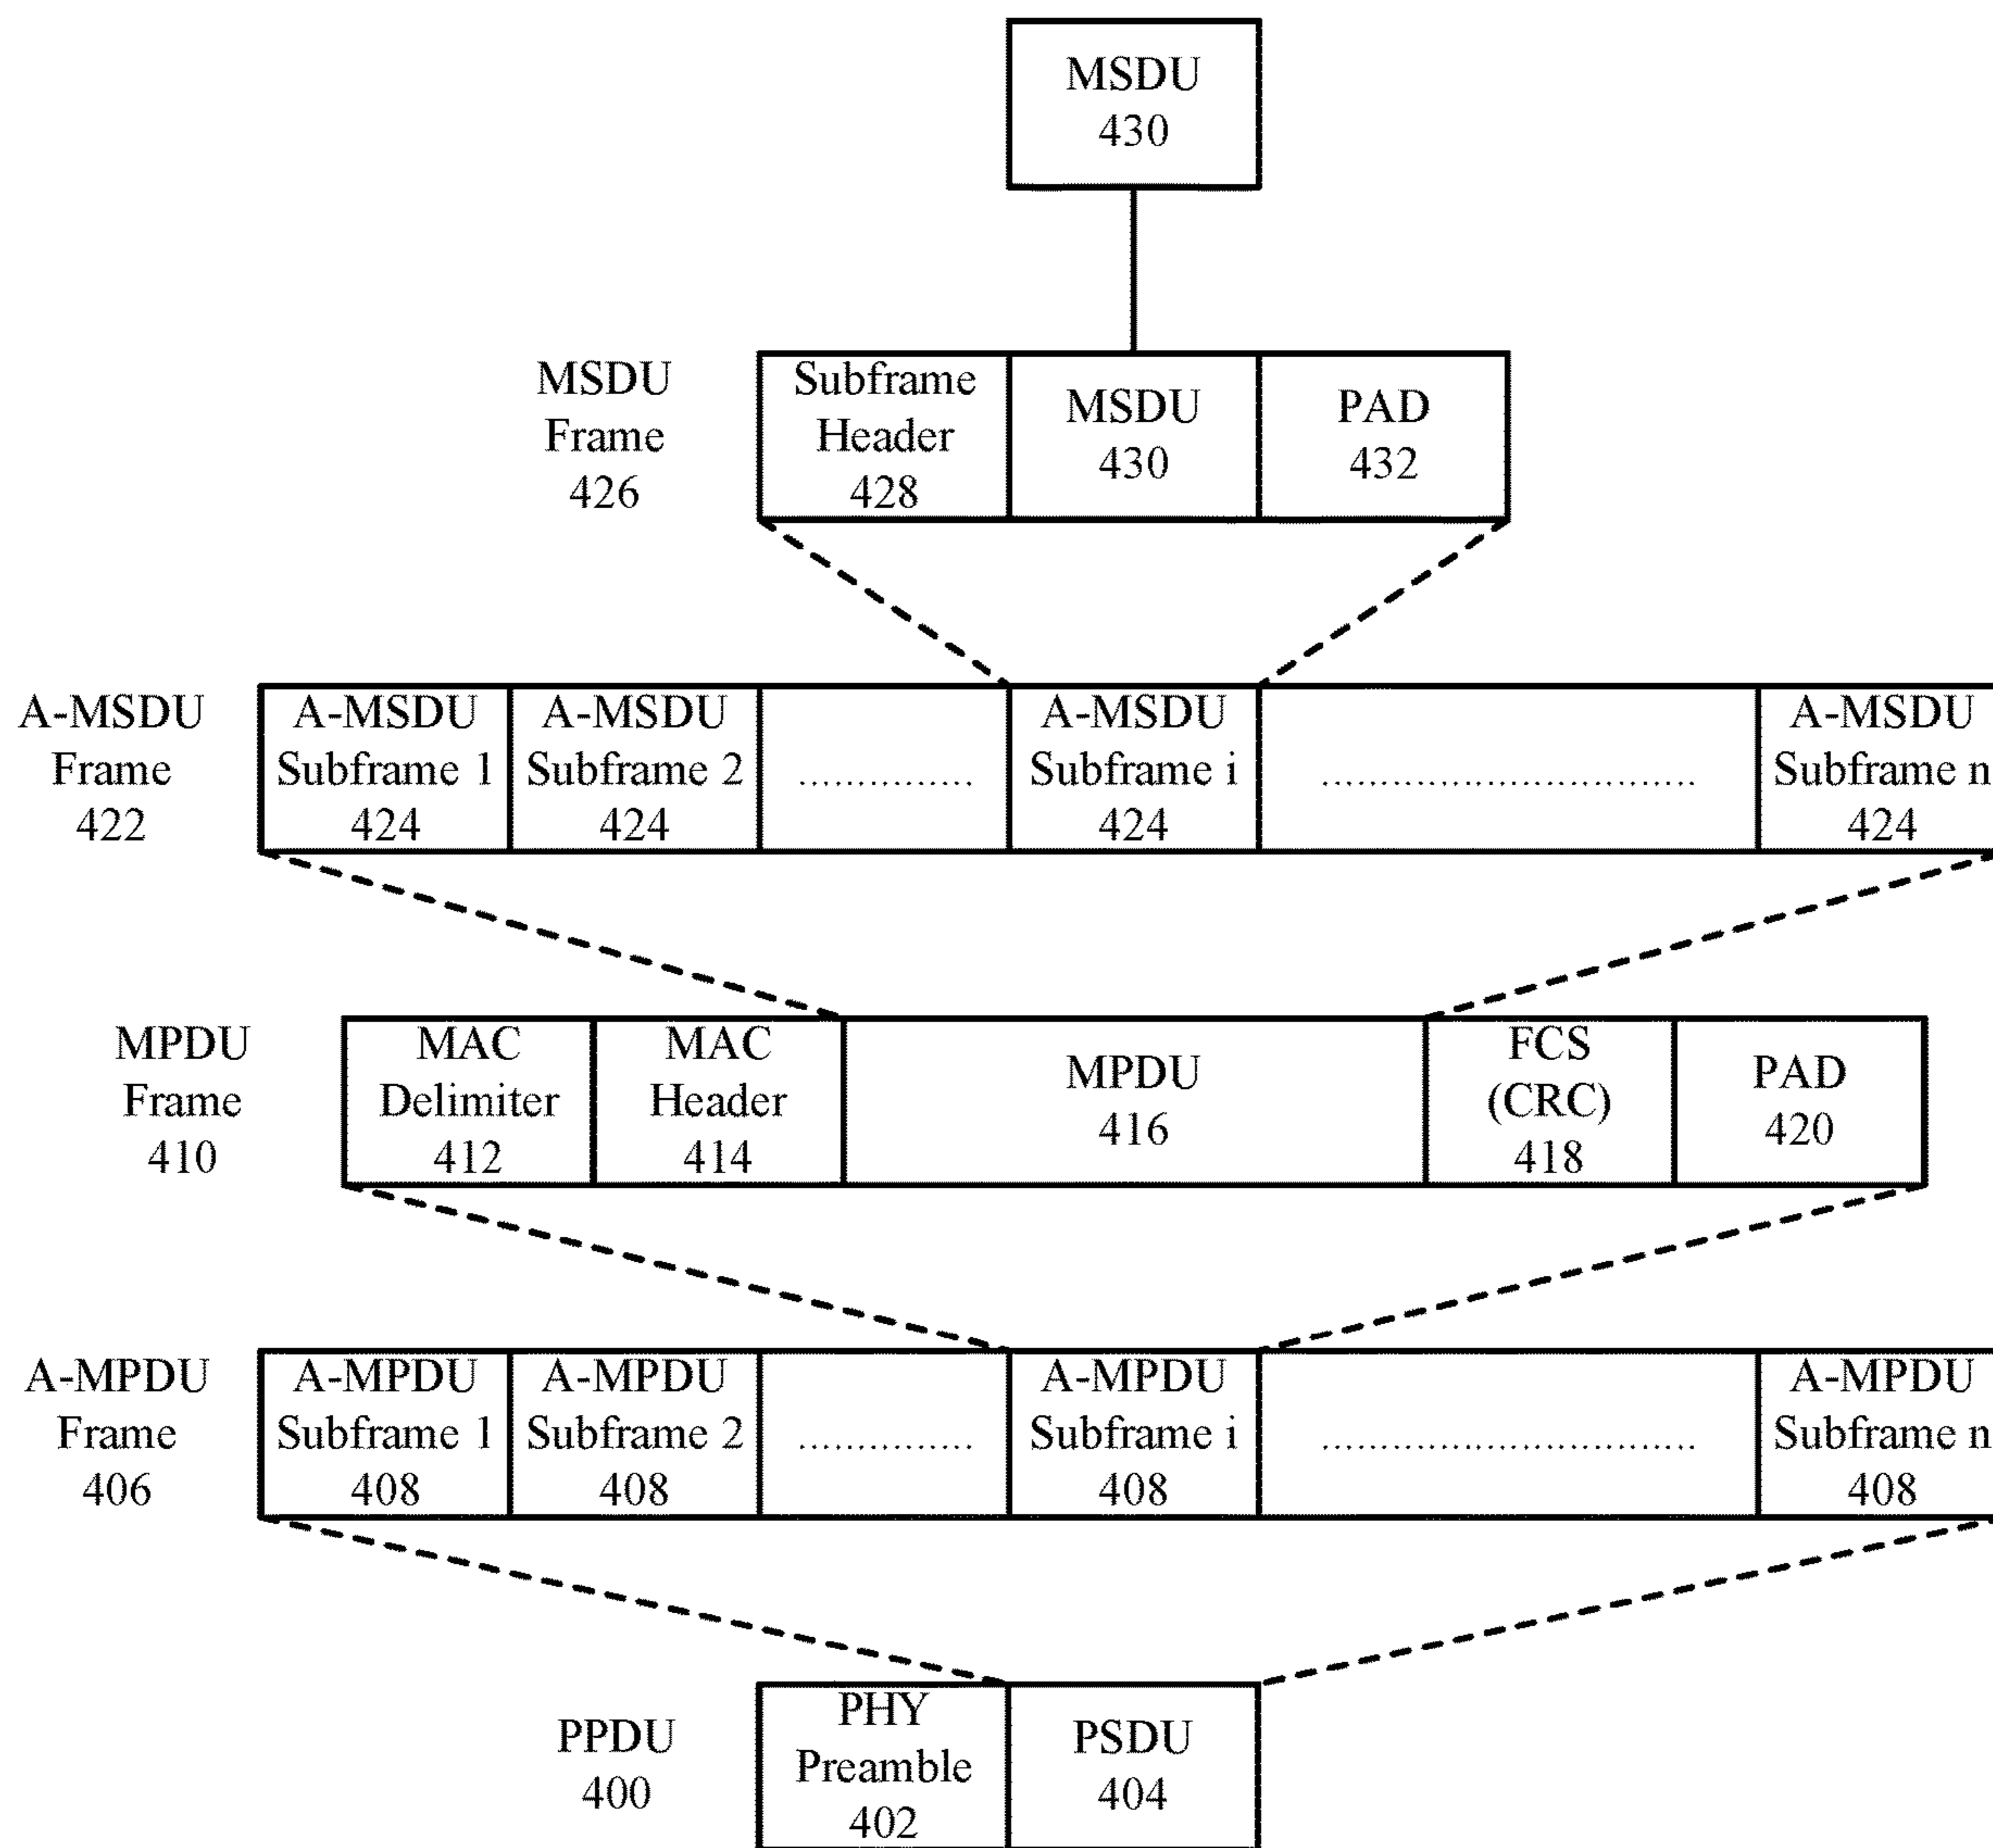 MSDU
430
MSDU
Frame
426
Subframe
Header
428
MSDU
430
PAD
432
A-MSDU
Frame
422
A-MSDU
Subframe 1
424
A-MSDU
Subframe 2
424
...............
A-MSDU
Subframe i
424
................................
A-MSDU
Subframe n
424
MPDU
Frame
410
MAC
Delimiter
412
MAC
Header
414
MPDU
416
FCS
(CRC)
418
PAD
420
A-MPDU
Frame
406
A-MPDU
Subframe 1
408
A-MPDU
Subframe 2
408
...............
A-MPDU
Subframe i
408
................................
A-MPDU
Subframe n
408
PPDU
400
PHY
Preamble
402
PSDU
404